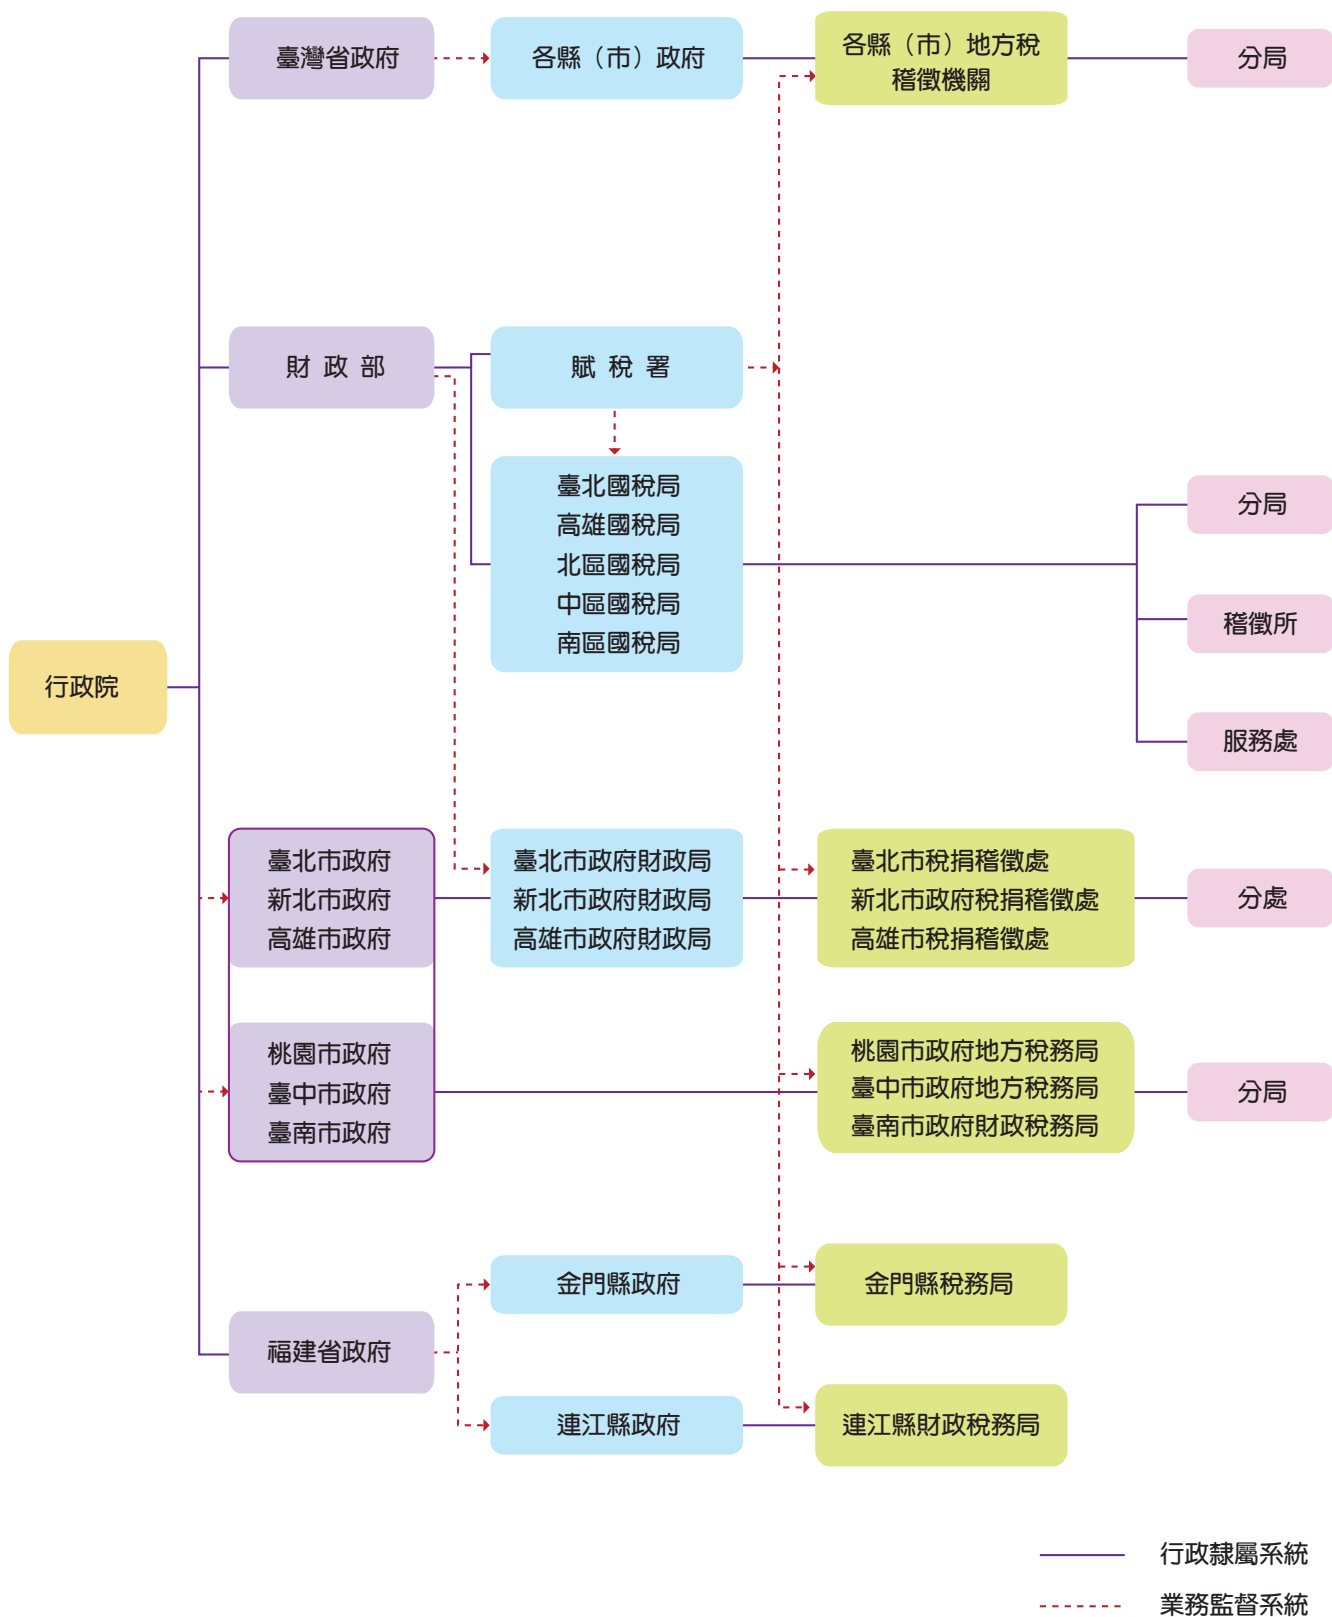 臺灣省政府
各縣（市）政府
各縣（市）地方稅
稽徵機關
分局
財政部
賦稅署
臺北國稅局
高雄國稅局
北區國稅局
中區國稅局
南區國稅局
分局
稽徵所
服務處
行政院
臺北市政府
新北市政府
高雄市政府
臺北市政府財政局
新北市政府財政局
高雄市政府財政局
臺北市稅捐稽徵處
新北市政府稅捐稽徵處
高雄市稅捐稽徵處
分處
桃園市政府
臺中市政府
臺南市政府
桃園市政府地方稅務局
臺中市政府地方稅務局
臺南市政府財政稅務局
分局
福建省政府
金門縣政府
金門縣稅務局
連江縣政府
連江縣財政稅務局
行政隸屬系統
業務監督系統